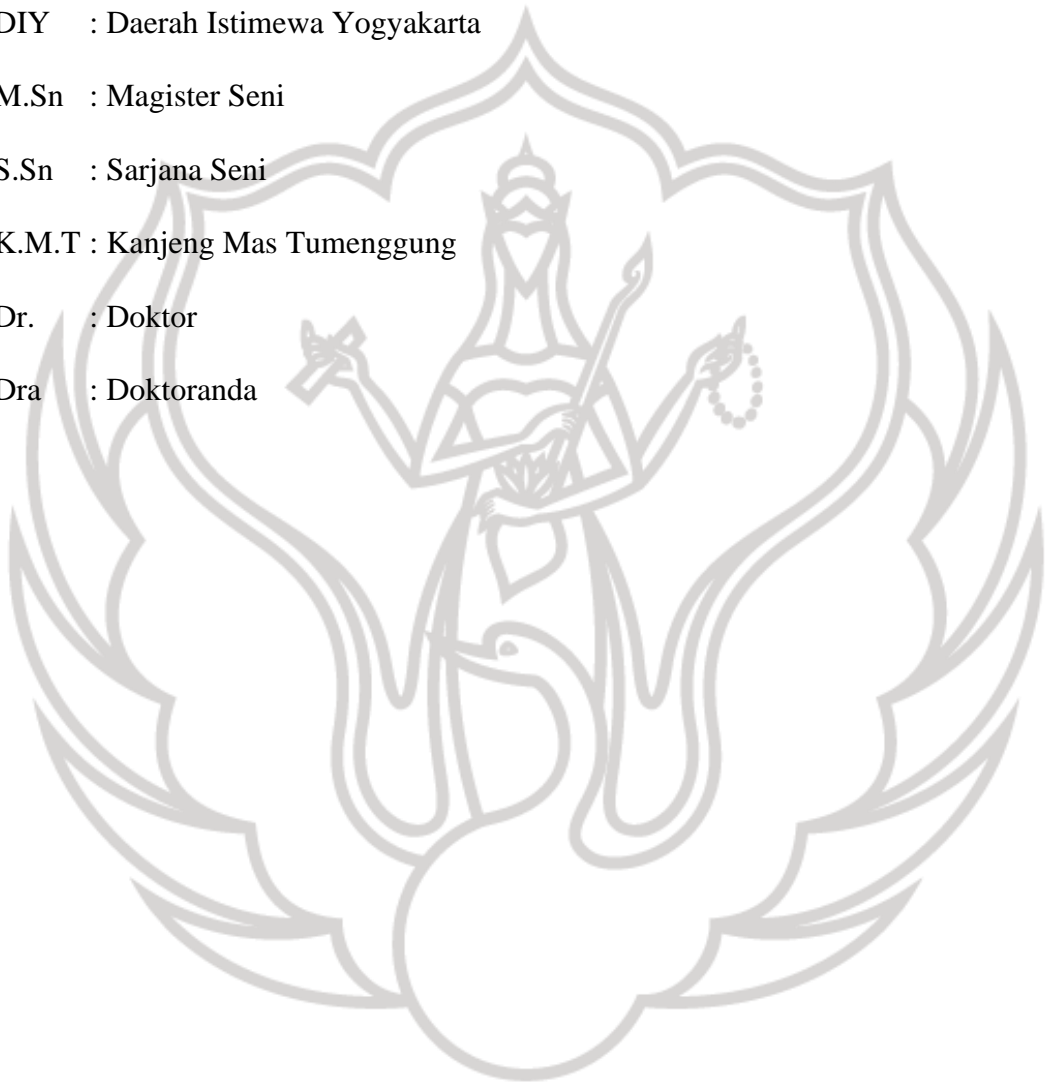 DIY : Daerah Istimewa Yogyakarta
M.Sn : Magister Seni
S.Sn : Sarjana Seni
K.M.T : Kanjeng Mas Tumenggung
Dr. : Doktor
Dra : Doktoranda